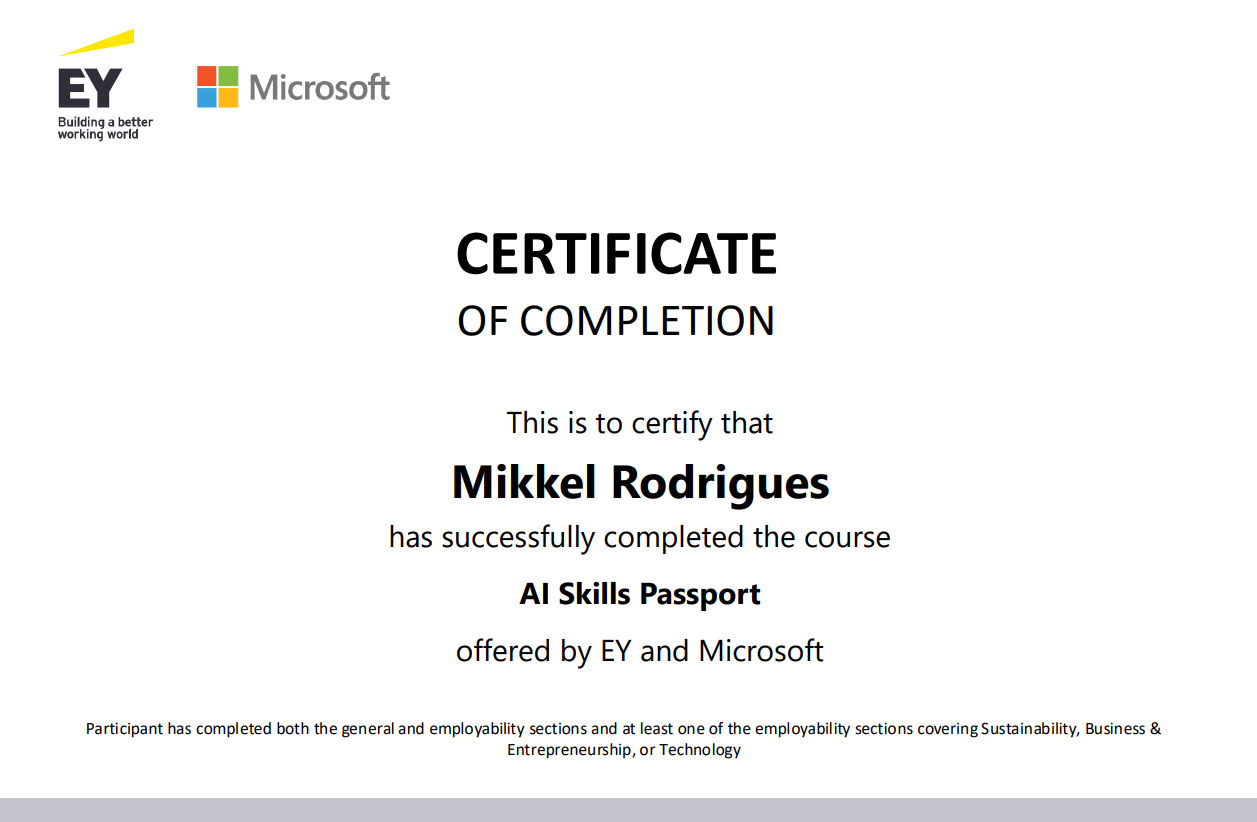 EY
Building a better
working world
Microsoft
CERTIFICATE
OF COMPLETION
This is to certify that
Mikkel Rodrigues
has successfully completed the course
AI Skills Passport
offered by EY and Microsoft
Participant has completed both the general and employability sections and at least one of the employability sections covering Sustainability, Business &
Entrepreneurship, or Technology